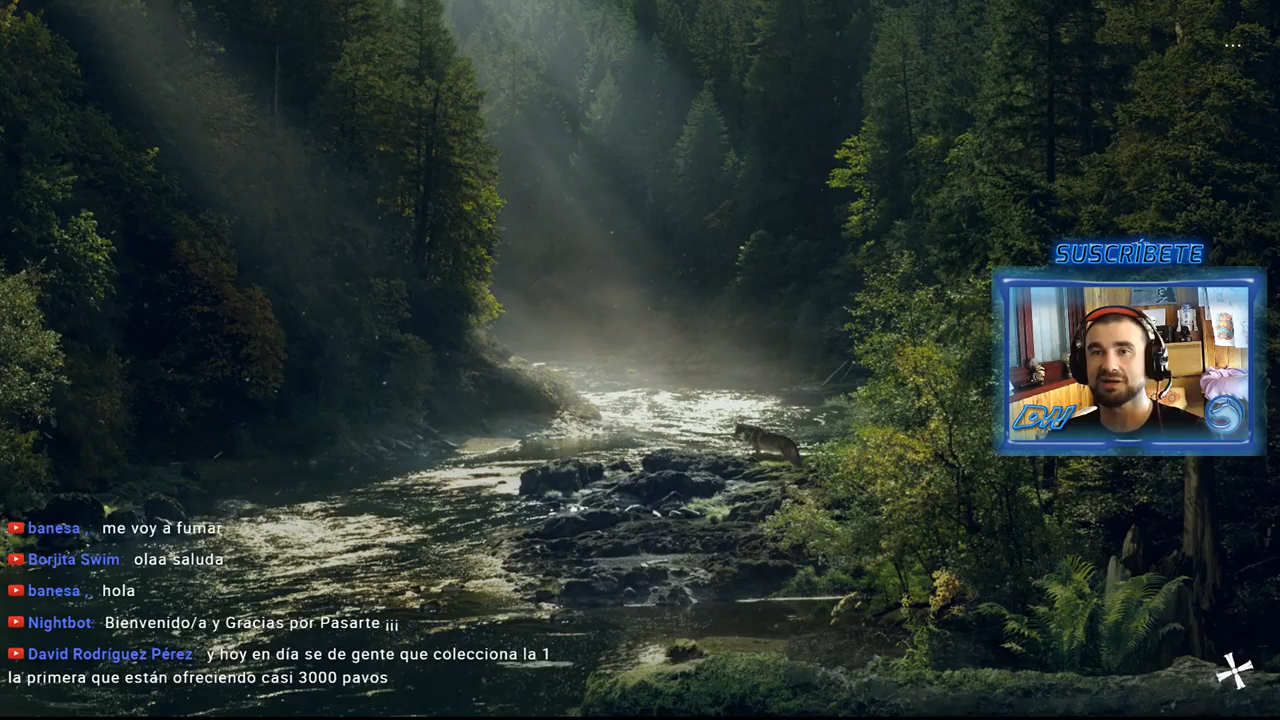 SUSCRÍBETE
DW
banesa , me voy a fumar
Borjita Swim olaa saluda
banesa , hola
Nightbot: Bienvenido/a y Gracias por Pasarte ¡¡¡
David Rodríguez Pérez y hoy en día se de gente que colecciona la 1
la primera que están ofreciendo casi 3000 pavos